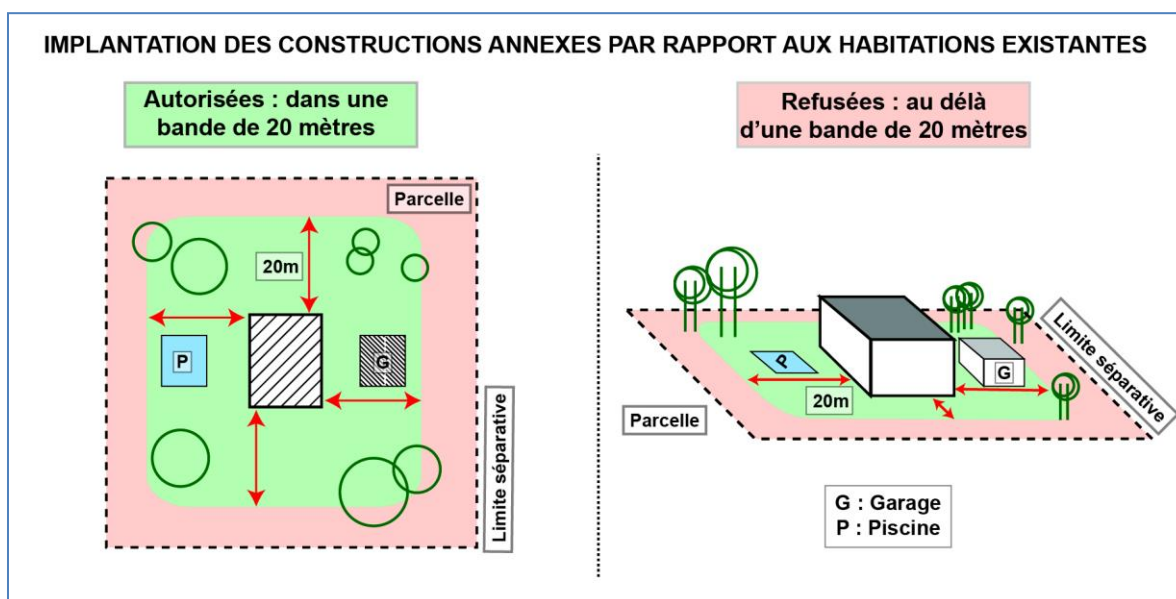 IMPLANTATION DES CONSTRUCTIONS ANNEXES PAR RAPPORT AUX HABITATIONS EXISTANTES
Autorisées : dans une
bande de 20 mètres
Refusées : au délà
d'une bande de 20 mètres
Parcelle
20m
P
G
Limite séparative
Limite séparative
P
G
20m
Parcelle
G : Garage
P : Piscine